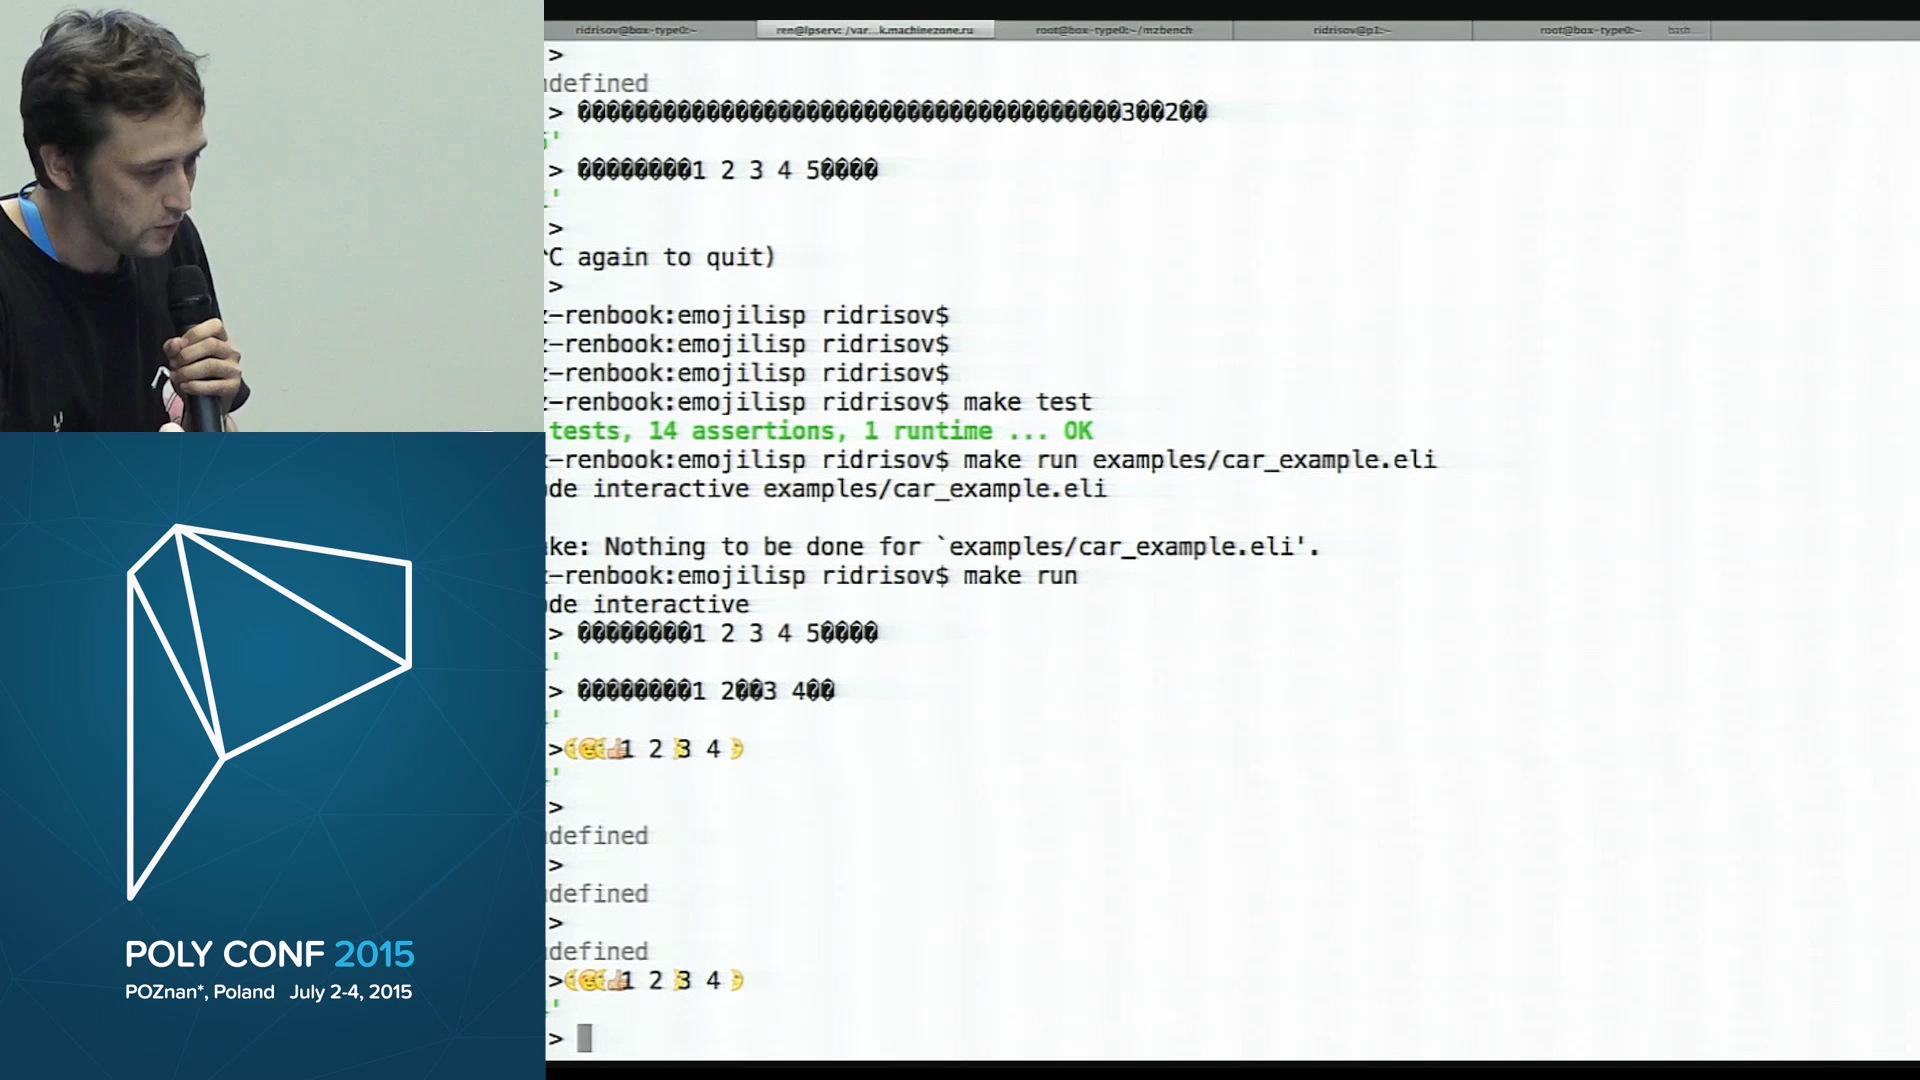 ridrisov@box-type0:~
ren@lpserv: /var...k.machinezone.ru
root@box-type0:~/mzbench
ridrisov@p1:~
root@box-type0:~
bash
>
defined
> ��������������������������������������3��2��
'
> ��������1 2 3 4 5����
'
>
^C again to quit)
>
-renbook:emojilisp ridrisov$
-renbook:emojilisp ridrisov$
-renbook:emojilisp ridrisov$
-renbook:emojilisp ridrisov$ make test
tests, 14 assertions, 1 runtime ... OK
-renbook:emojilisp ridrisov$ make run examples/car_example.eli
de interactive examples/car_example.eli
ke: Nothing to be done for `examples/car_example.eli'.
-renbook:emojilisp ridrisov$ make run
de interactive
> ��������1 2 3 4 5����
'
> ��������1 2��3 4��
'
>1 2 3 4
'
>
defined
>
defined
>
defined
>1 2 3 4
'
>
POLY CONF 2015
POZnan*, Poland July 2-4, 2015